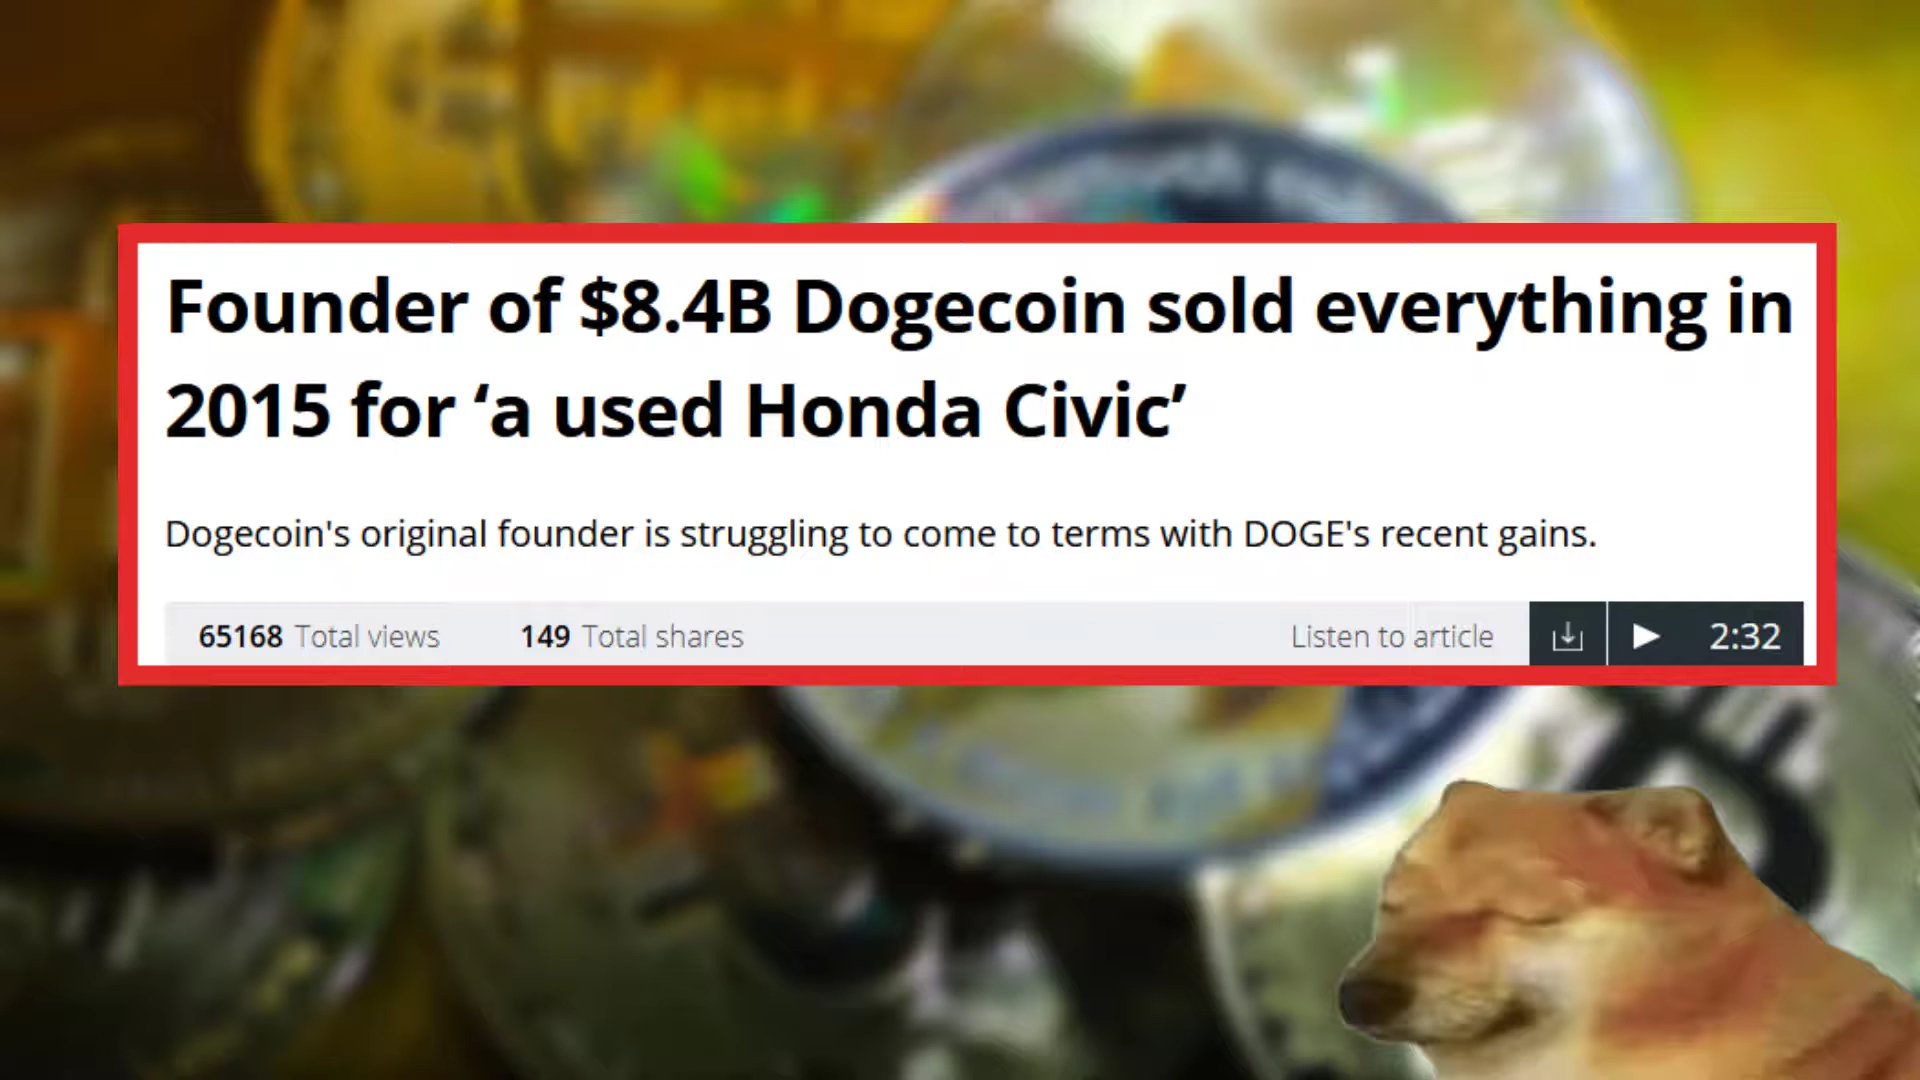 Founder of $8.4B Dogecoin sold everything in
2015 for ‘a used Honda Civic’
Dogecoin's original founder is struggling to come to terms with DOGE's recent gains.
65168 Total views 149 Total shares Listen to article 2:32